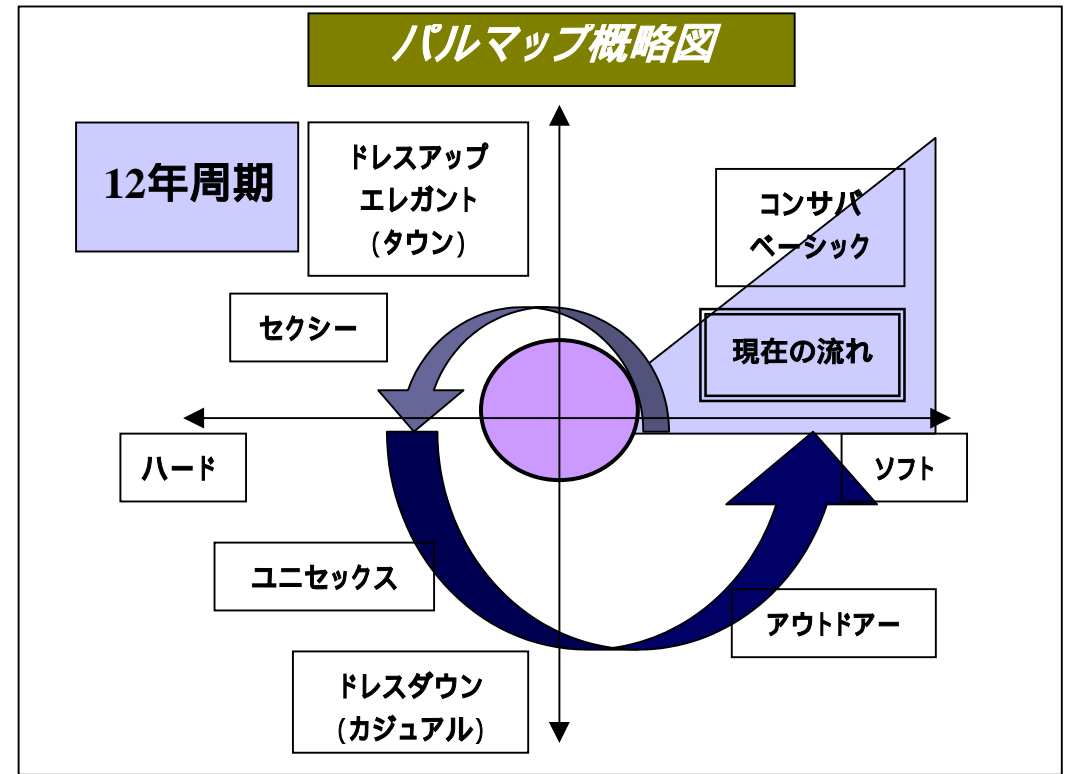 パルマップ概略図
12年周期
ドレスアップ
エレガント
(タウン)
コンサバ
ベーシック
セクシー
現在の流れ
ハード
ソフト
ユニセックス
アウトドアー
ドレスダウン
(カジュアル)